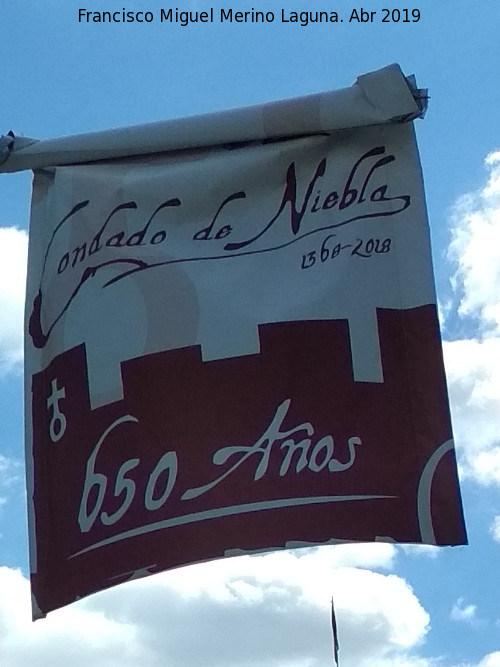 Francisco Miguel Merino Laguna. Abr 2019
Condado de Niebla
1368-2018
650 Años